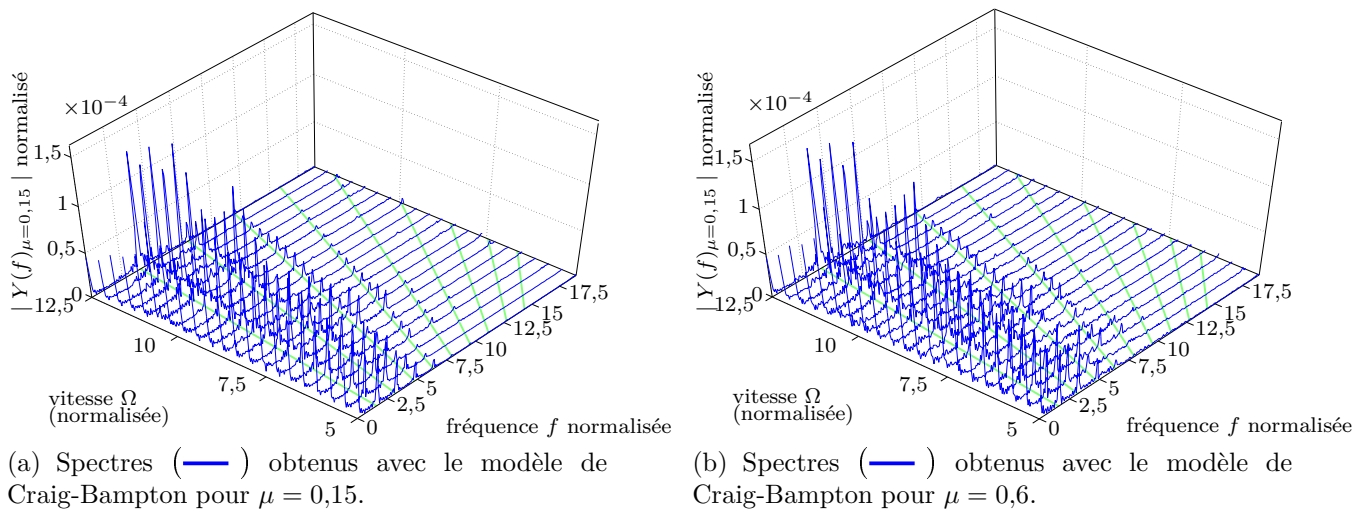 |Y(f)μ=0,15 | normalisé
×10−4
1,5
1
0,5
0
12,5
10
7,5
5
vitesse Ω
(normalisée)
0
2,5
5
7,5
10
12,5
15
17,5
fréquence f normalisée
(a) Spectres ( ) obtenus avec le modèle de
Craig-Bampton pour μ = 0,15.
|Y(f)μ=0,15 | normalisé
×10−4
1,5
1
0,5
0
12,5
10
7,5
5
vitesse Ω
(normalisée)
0
2,5
5
7,5
10
12,5
15
17,5
fréquence f normalisée
(b) Spectres ( ) obtenus avec le modèle de
Craig-Bampton pour μ = 0,6.